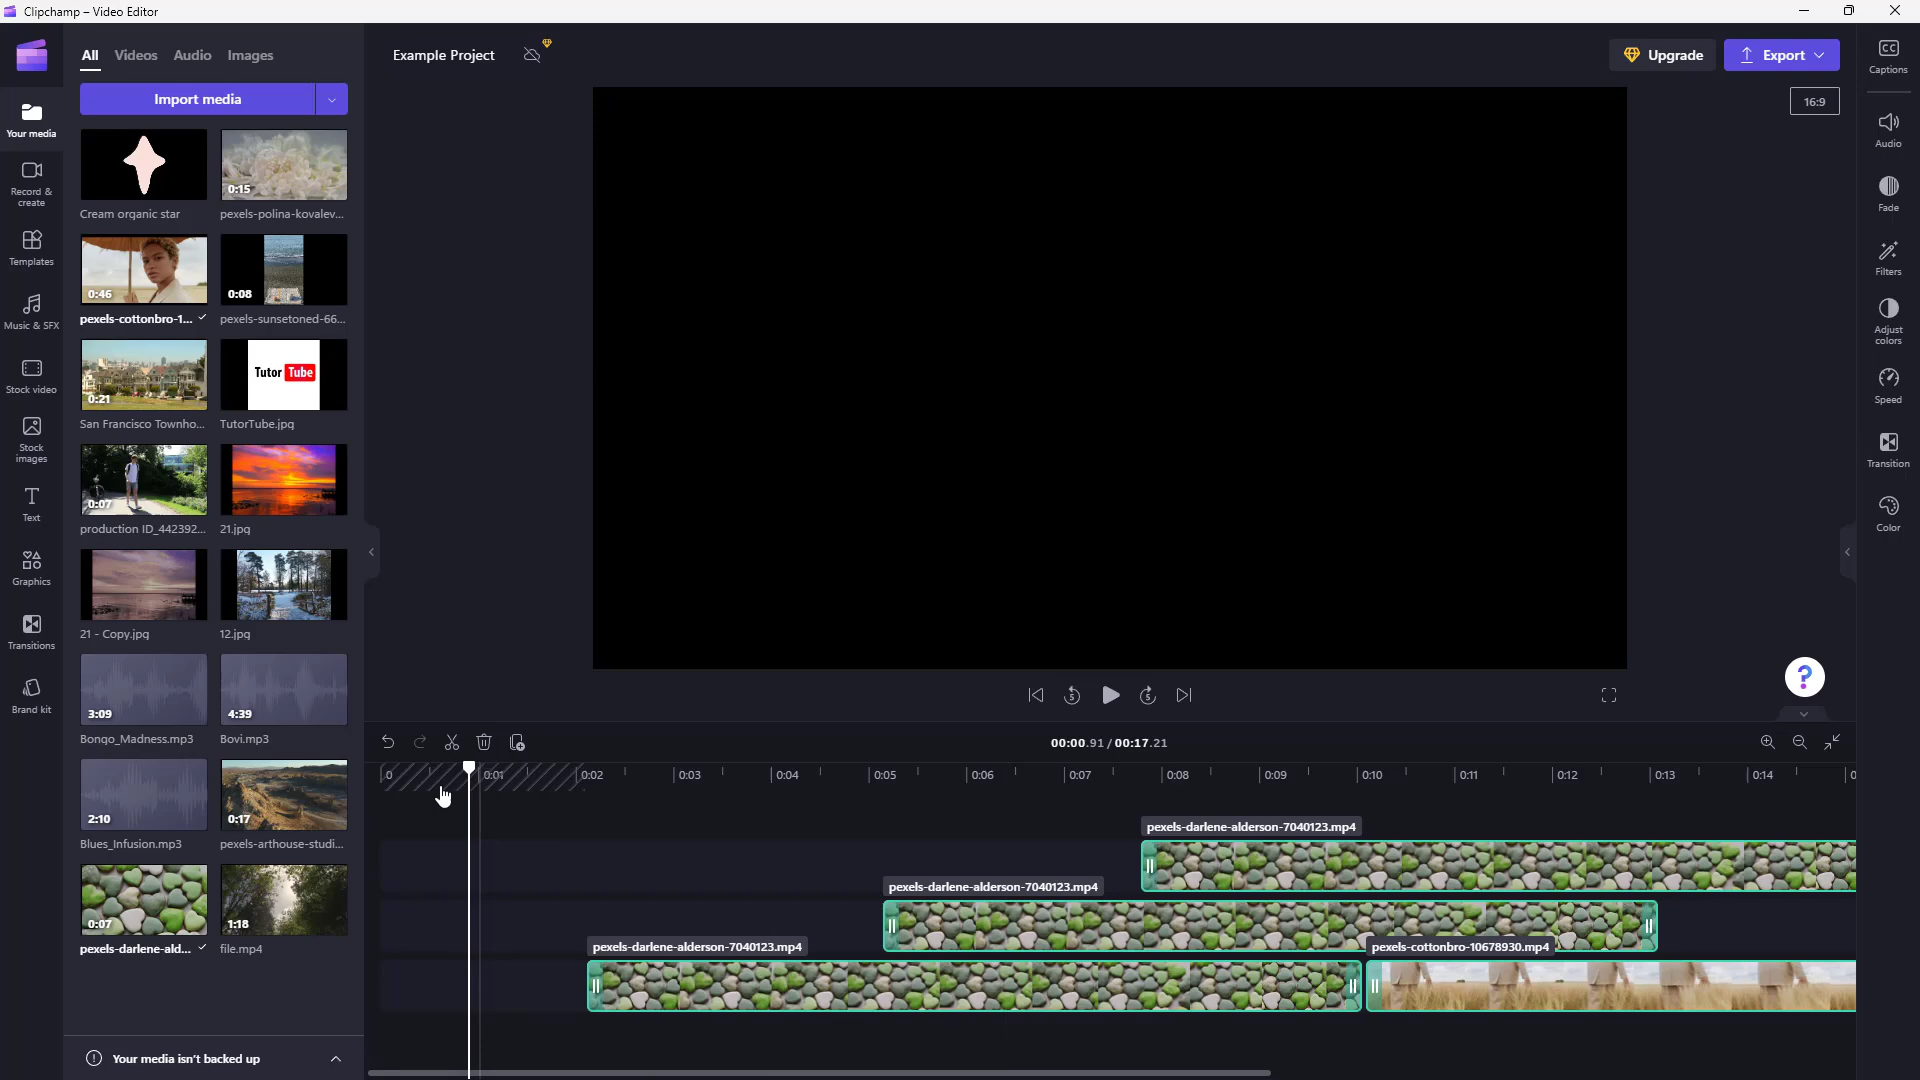 Clipchamp – Video Editor
All Videos Audio Images
Example Project
Upgrade
Export
Captions
Import media
16:9
Your media
Audio
0:15
Cream organic star
pexels-polina-kovalev...
Record & create
Fade
Templates
Filters
0:46
0:08
pexels-cottonbro-1...
pexels-sunsetoned-66...
Music & SFX
Adjust colors
Stock video
0:21
Tutor Tube
San Francisco Townho...
TutorTube.jpg
Speed
Stock images
Transition
0:07
production ID_442392...
21.jpg
Text
Color
Graphics
21 - Copy.jpg
12.jpg
Transitions
Brand kit
3:09
4:39
Bongo_Madness.mp3
Bovi.mp3
5
5
?
00:00.91 / 00:17.21
0 0:01 0:02 0:03 0:04 0:05 0:06 0:07 0:08 0:09 0:10 0:11 0:12 0:13 0:14 0
2:10
0:17
Blues_Infusion.mp3
pexels-arthouse-studi...
pexels-darlene-alderson-7040123.mp4
pexels-darlene-alderson-7040123.mp4
0:07
1:18
pexels-darlene-ald...
file.mp4
pexels-darlene-alderson-7040123.mp4
pexels-cottonbro-10678930.mp4
Your media isn't backed up